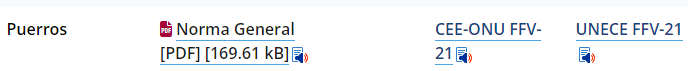 Puerros Norma General CEE-ONU FFV- UNECE FFV-21
[PDF] [169.61 kB] 21